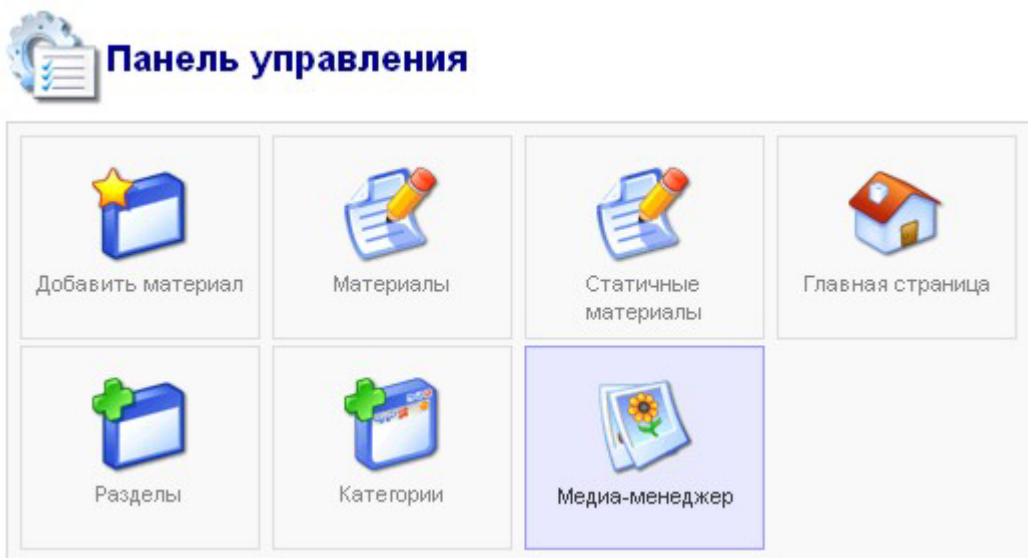 Панель управления
Добавить материал
Материалы
Статичные
материалы
Главная страница
Разделы
Категории
Медиа-менеджер